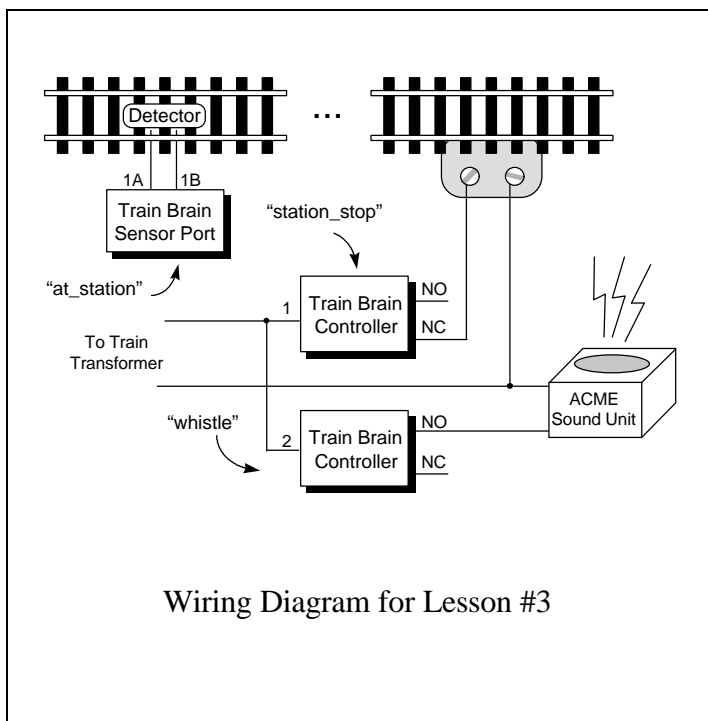 Detector
...
1A 1B
Train Brain
Sensor Port
“station_stop”
“at_station”
1
Train Brain
Controller
NO
NC
To Train
Transformer
ACME
Sound Unit
“whistle”
2
Train Brain
Controller
NO
NC
Wiring Diagram for Lesson #3